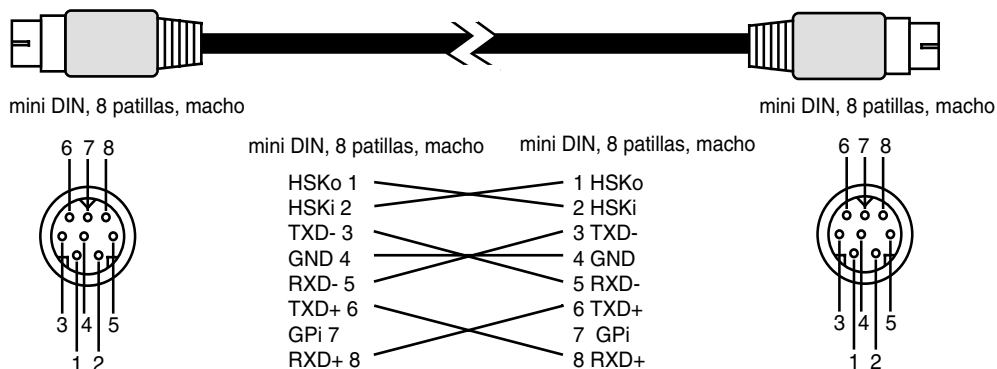 mini DIN, 8 patillas, macho
mini DIN, 8 patillas, macho
6 7 8
3 4 5
1 2
mini DIN, 8 patillas, macho
mini DIN, 8 patillas, macho
HSKo 1
1 HSKo
HSKi 2
2 HSKi
TXD- 3
3 TXD-
GND 4
4 GND
RXD- 5
5 RXD-
TXD+ 6
6 TXD+
GPi 7
7 GPi
RXD+ 8
8 RXD+
6 7 8
3 4 5
1 2